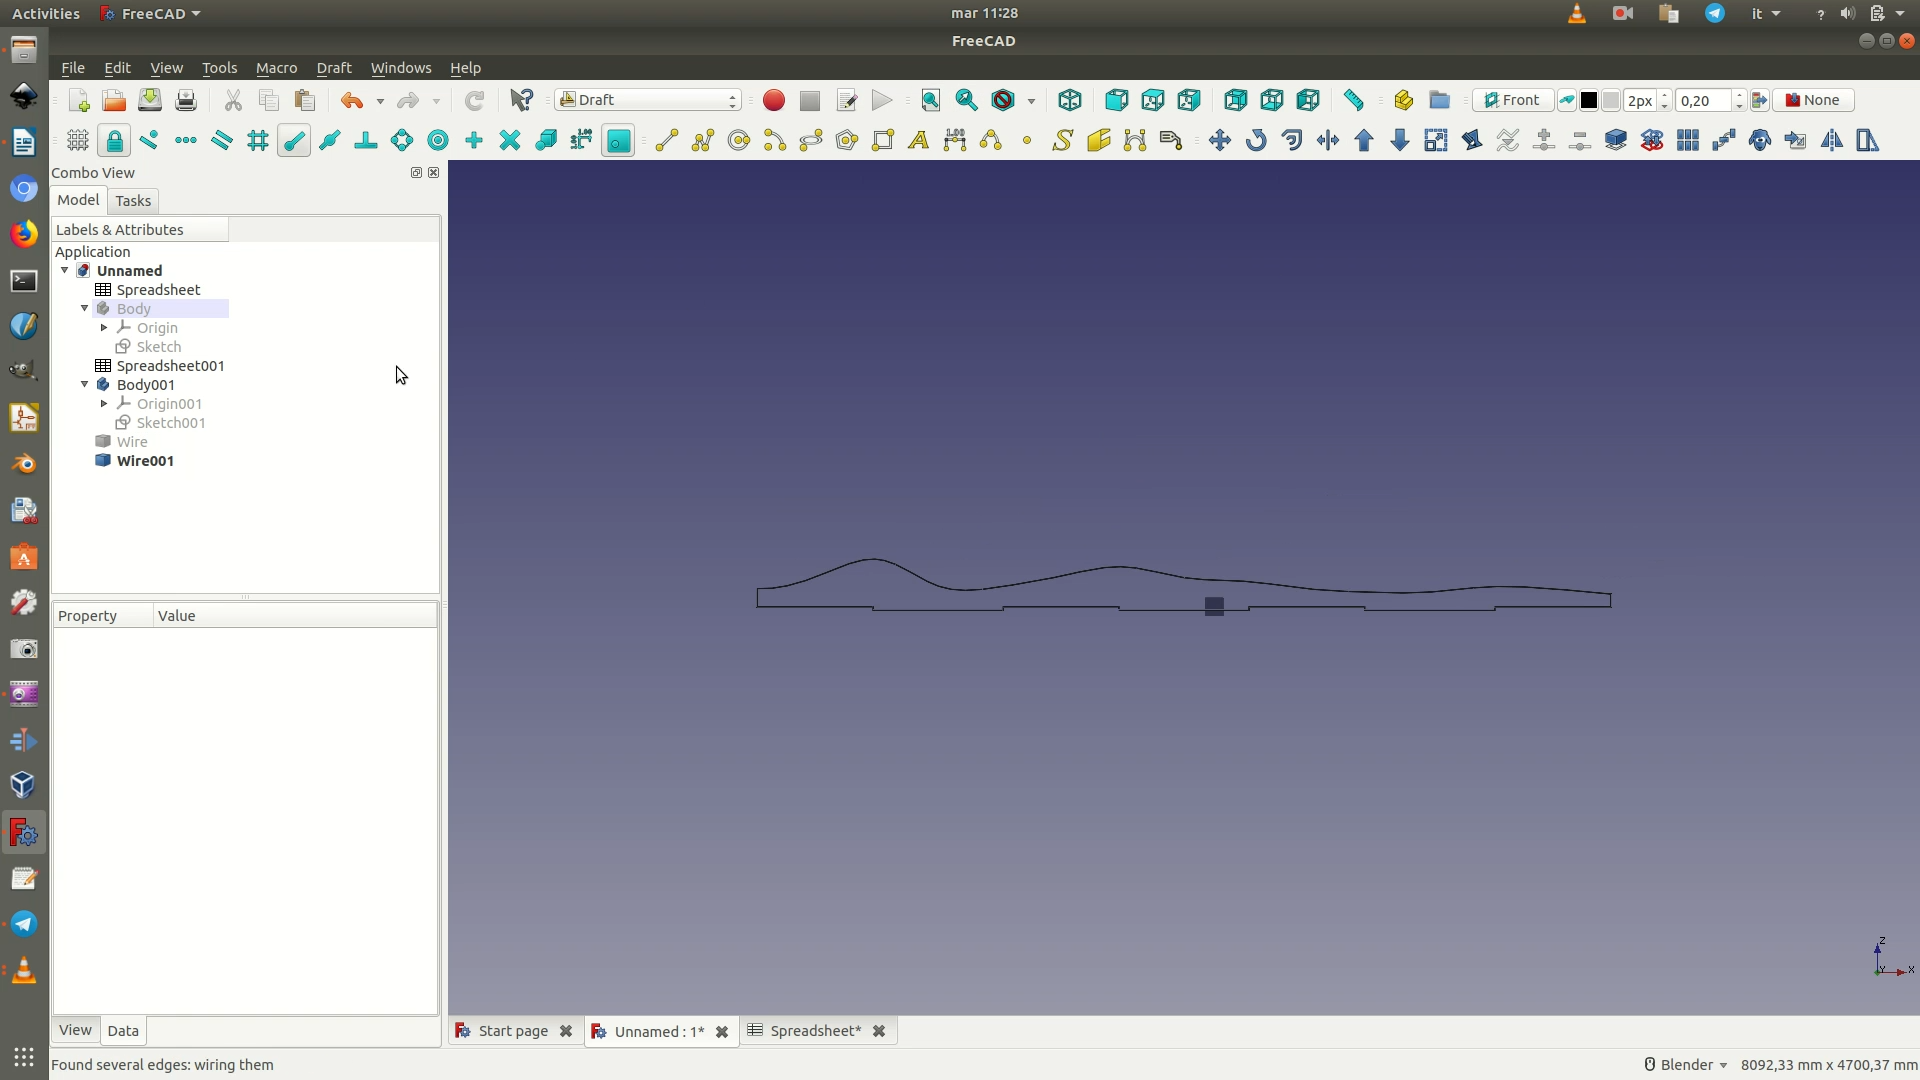 Activities FreeCAD mar 11:28 it ?
FreeCAD
File Edit View Tools Macro Draft Windows Help
Draft Front 2px 0,20 None
Combo View
Model Tasks
Labels & Attributes
Application
Unnamed
Spreadsheet
Body
Origin
Sketch
Spreadsheet001
Body001
Origin001
Sketch001
Wire
Wire001
Property Value
Z
Y X
View Data Start page Unnamed : 1* Spreadsheet*
Found several edges: wiring them Blender 8092,33 mm x 4700,37 mm